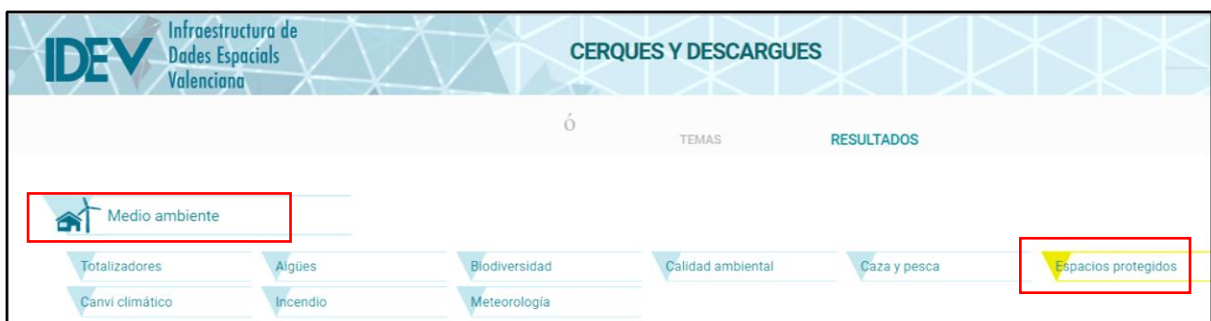 IDEV Infraestructura de
Dades Espacials
Valenciana
CERQUES Y DESCARGUES
ó
TEMAS
RESULTADOS
Medio ambiente
Totalizadores
Aigües
Biodiversidad
Calidad ambiental
Caza y pesca
Espacios protegidos
Canvi climático
Incendio
Meteorología